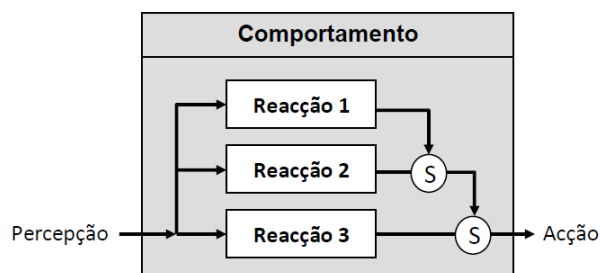 Comportamento
Reacção 1
Reacção 2
S
Percepção
Reacção 3
S
Acção